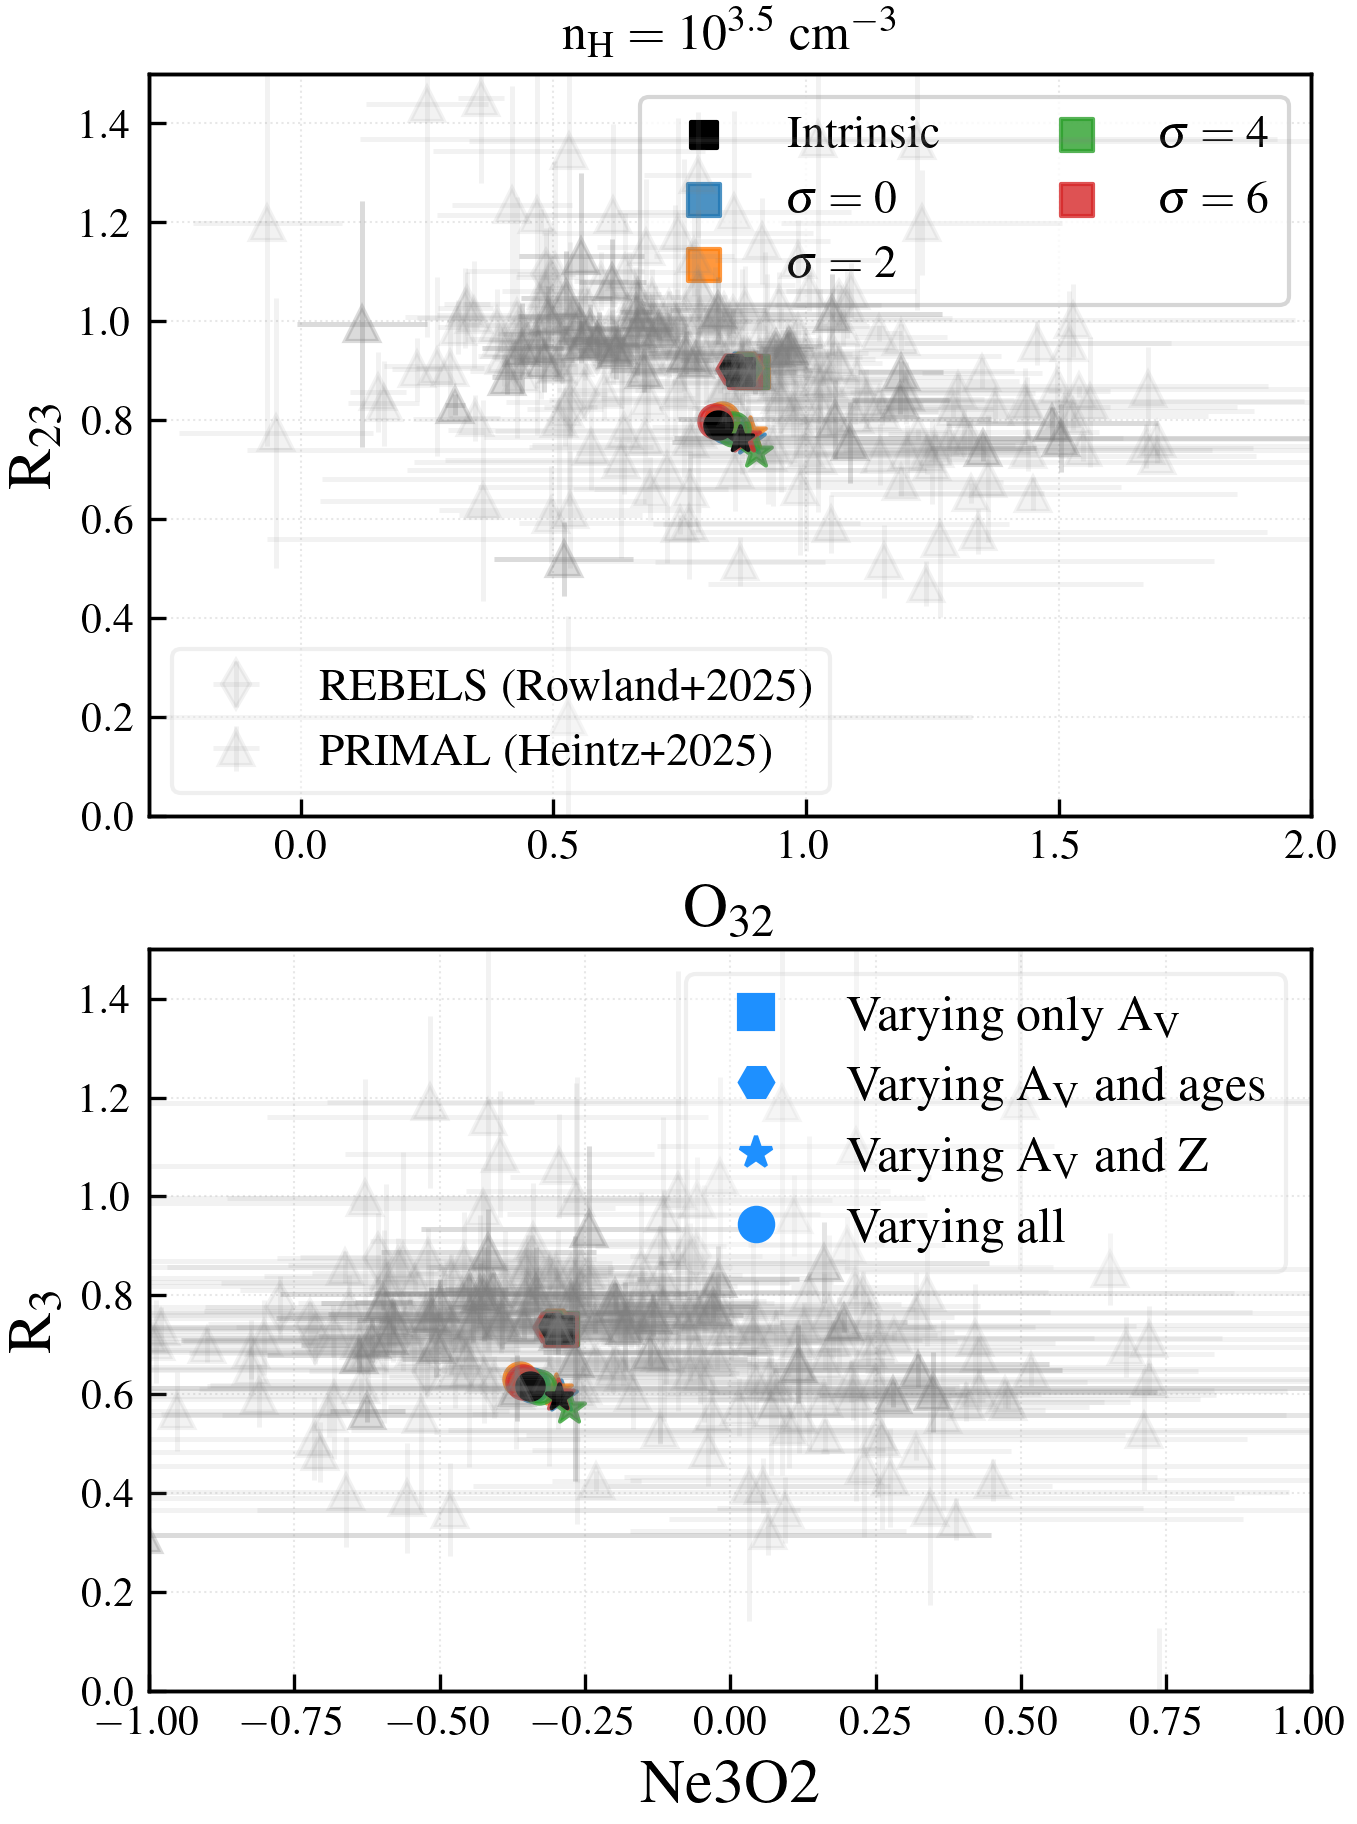 n_H = 10^3.5 cm^−3
1.4
1.2
1.0
0.8
0.6
0.4
0.2
0.0
R_23
Intrinsic
σ = 0
σ = 2
σ = 4
σ = 6
REBELS (Rowland+2025)
PRIMAL (Heintz+2025)
0.0 0.5 1.0 1.5 2.0
O_32
1.4
1.2
1.0
0.8
0.6
0.4
0.2
0.0
R_3
Varying only A_V
Varying A_V and ages
Varying A_V and Z
Varying all
−1.00 −0.75 −0.50 −0.25 0.00 0.25 0.50 0.75 1.00
Ne3O2